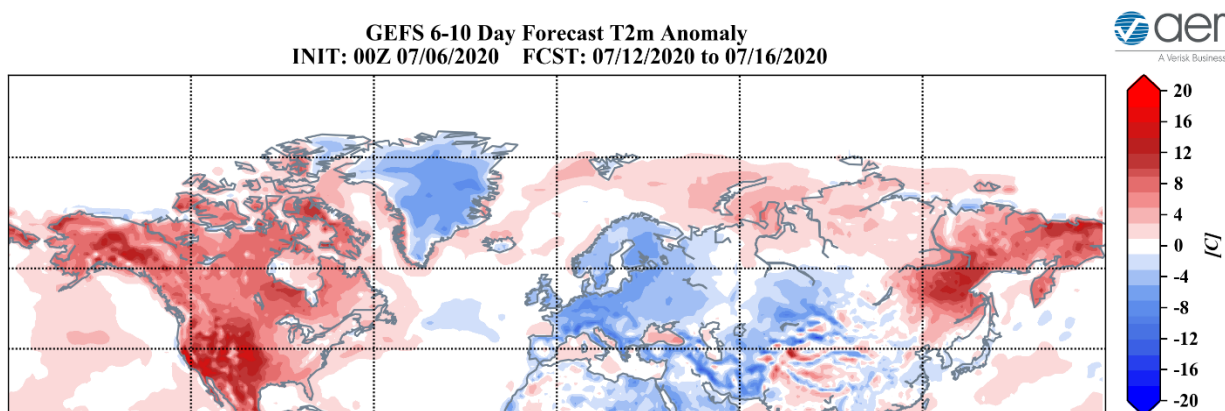 GEFS 6-10 Day Forecast T2m Anomaly
INIT: 00Z 07/06/2020 FCST: 07/12/2020 to 07/16/2020
aer
A Verisk Business
20
16
12
8
4
0
-4
-8
-12
-16
-20
[C]